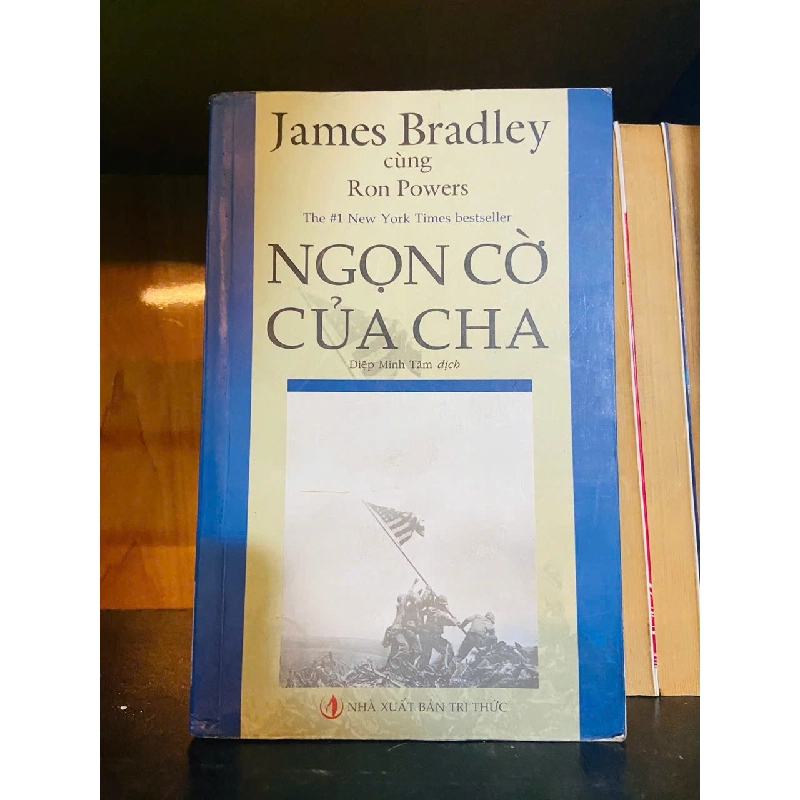 James Bradley
cùng
Ron Powers
The #1 New York Times bestseller
NGỌN CỜ
CỦA CHA
Diệp Minh Tâm dịch
NHÀ XUẤT BẢN TRI THỨC